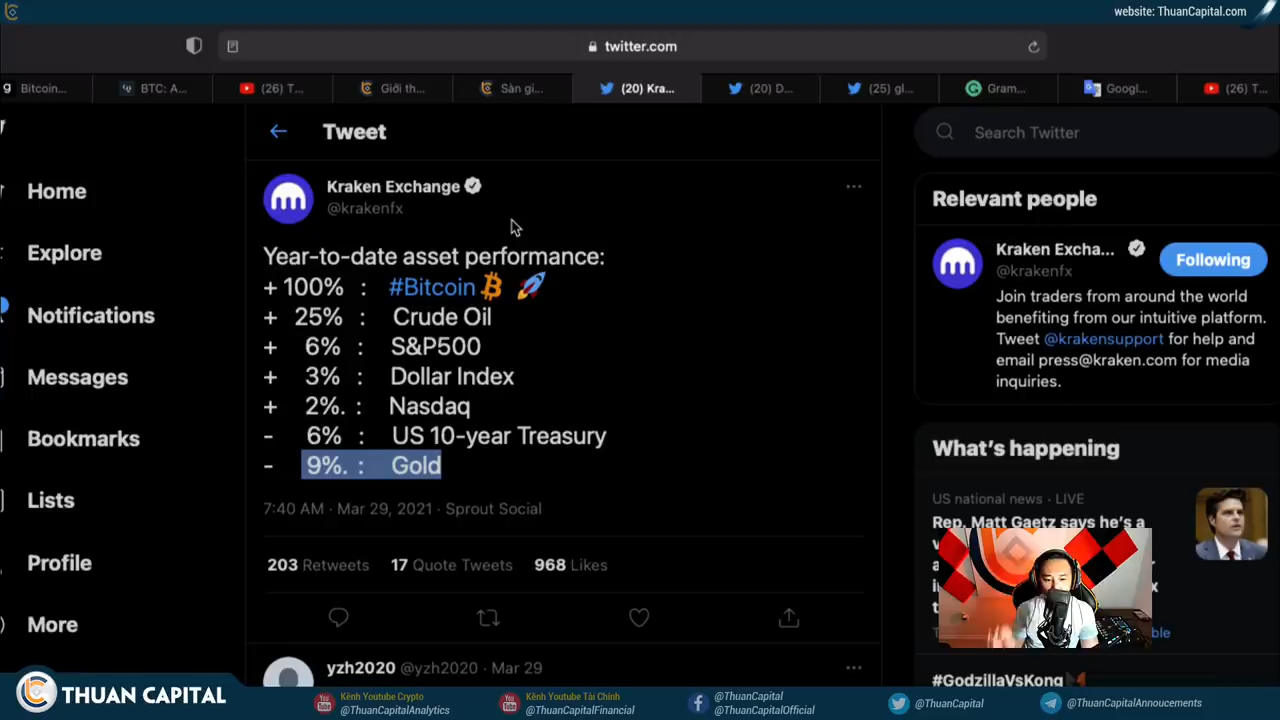 website: ThuanCapital.com
twitter.com
Bitcoin...
BTC: A...
(26) T...
Giới th...
Sàn gi...
(20) Kra...
(20) D...
(25) gl...
Gram...
Googl...
(26) T...
Tweet
Search Twitter
Home
Explore
Notifications
Messages
Bookmarks
Lists
Profile
More
Kraken Exchange
@krakenfx
Year-to-date asset performance:
+ 100% : #Bitcoin
+ 25% : Crude Oil
+ 6% : S&P500
+ 3% : Dollar Index
+ 2%. : Nasdaq
- 6% : US 10-year Treasury
- 9%. : Gold
7:40 AM · Mar 29, 2021 · Sprout Social
203 Retweets 17 Quote Tweets 968 Likes
yzh2020 @yzh2020 · Mar 29
Relevant people
Kraken Excha...
@krakenfx
Following
Join traders from around the world
benefiting from our intuitive platform.
Tweet @krakensupport for help and
email press@kraken.com for media
inquiries.
What's happening
US national news · LIVE
Rep. Matt Gaetz says he's a
#GodzillaVsKong
THUAN CAPITAL
Kênh Youtube Crypto
@ThuanCapitalAnalytics
Kênh Youtube Tài Chính
@ThuanCapitalFinancial
@ThuanCapital
@ThuanCapitalOfficial
@ThuanCapital
@ThuanCapitalAnnoucements